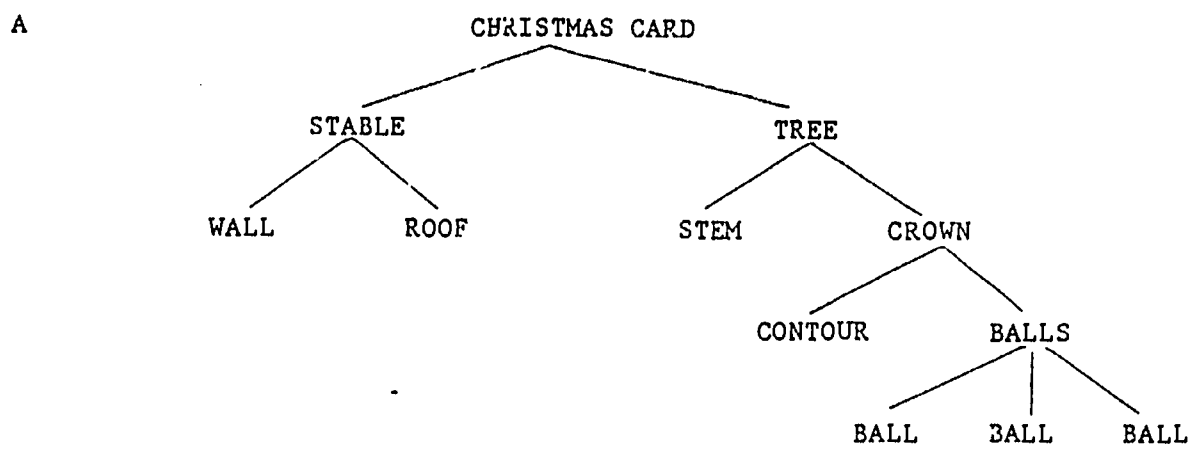 A
CHRISTMAS CARD
STABLE TREE
WALL ROOF STEM CROWN
CONTOUR BALLS
BALL BALL BALL